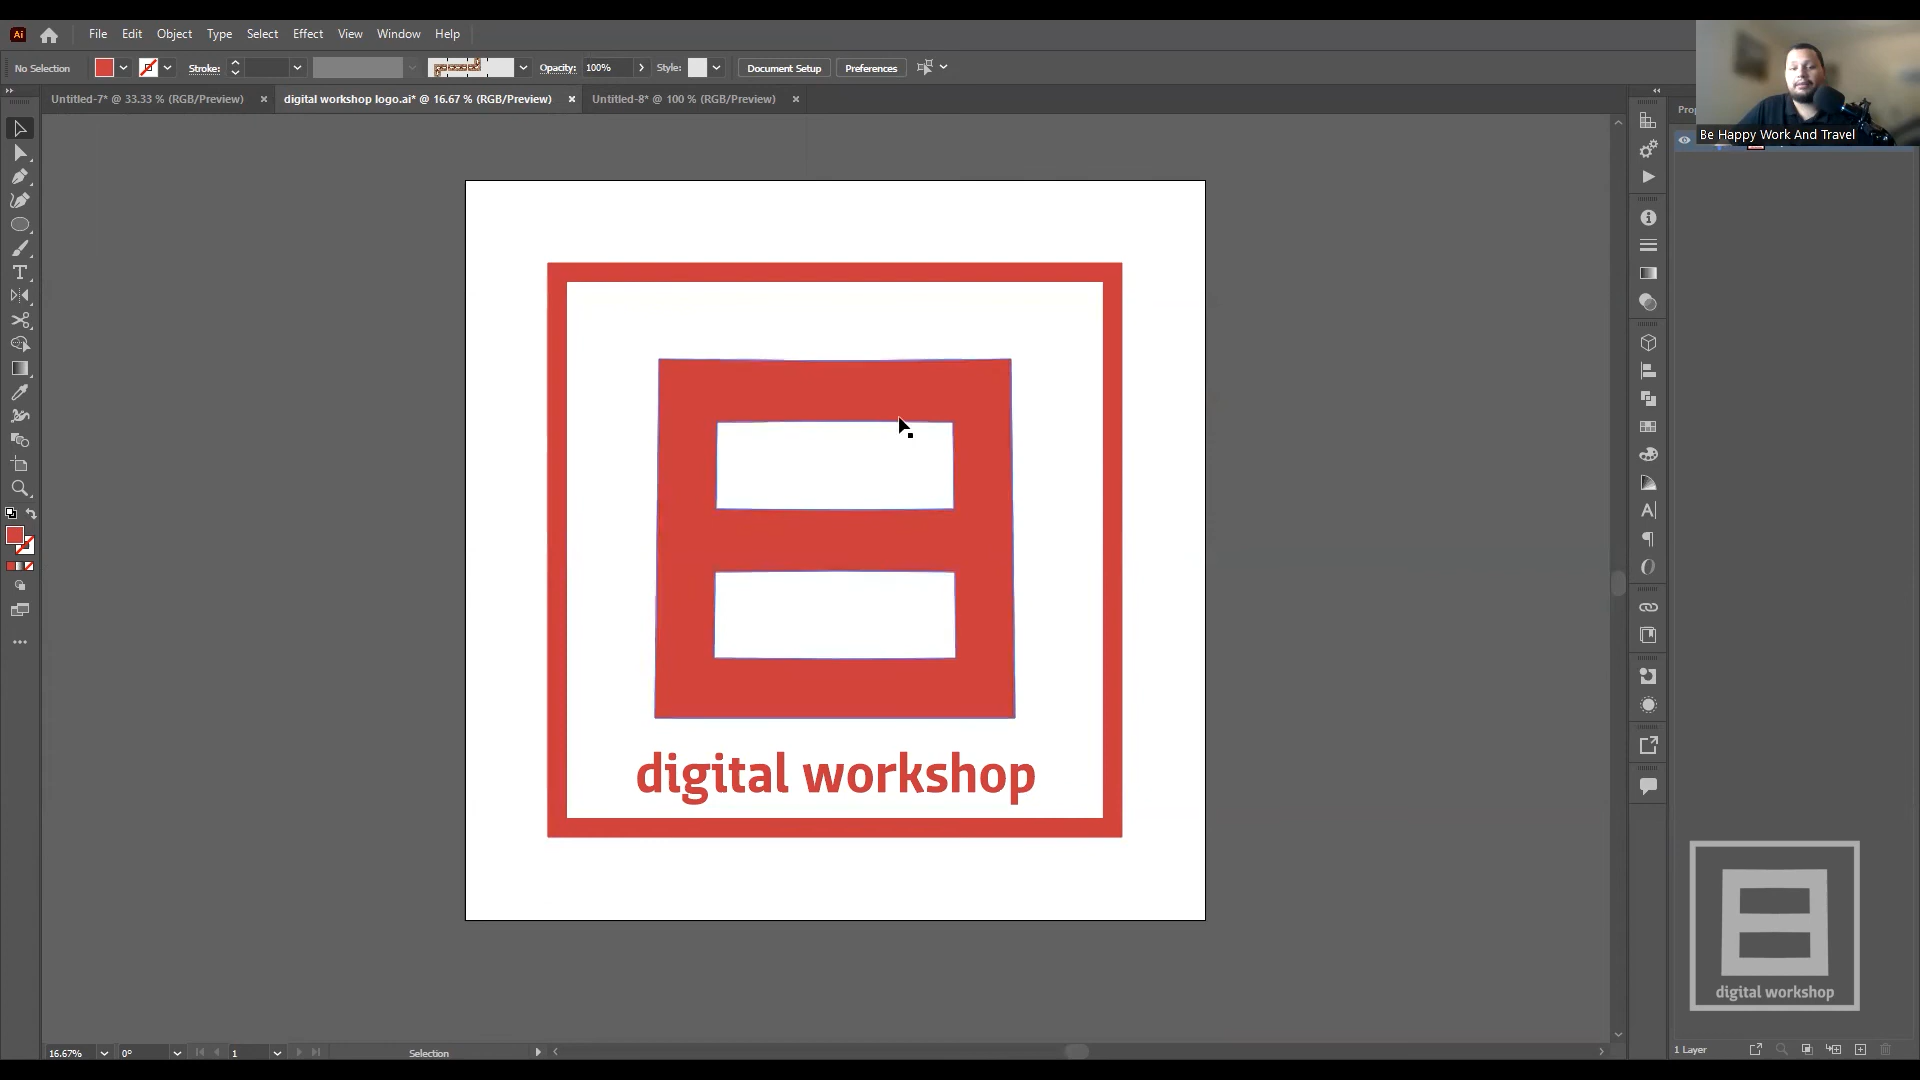 Ai File Edit Object Type Select Effect View Window Help
No Selection Stroke: Opacity: 100% Style: Document Setup Preferences
Untitled-7* @ 33.33 % (RGB/Preview) × digital workshop logo.ai* @ 16.67 % (RGB/Preview) × Untitled-8* @ 100 % (RGB/Preview) ×
Be Happy Work And Travel
digital workshop
digital workshop
16.67% 0° 1 Selection
1 Layer